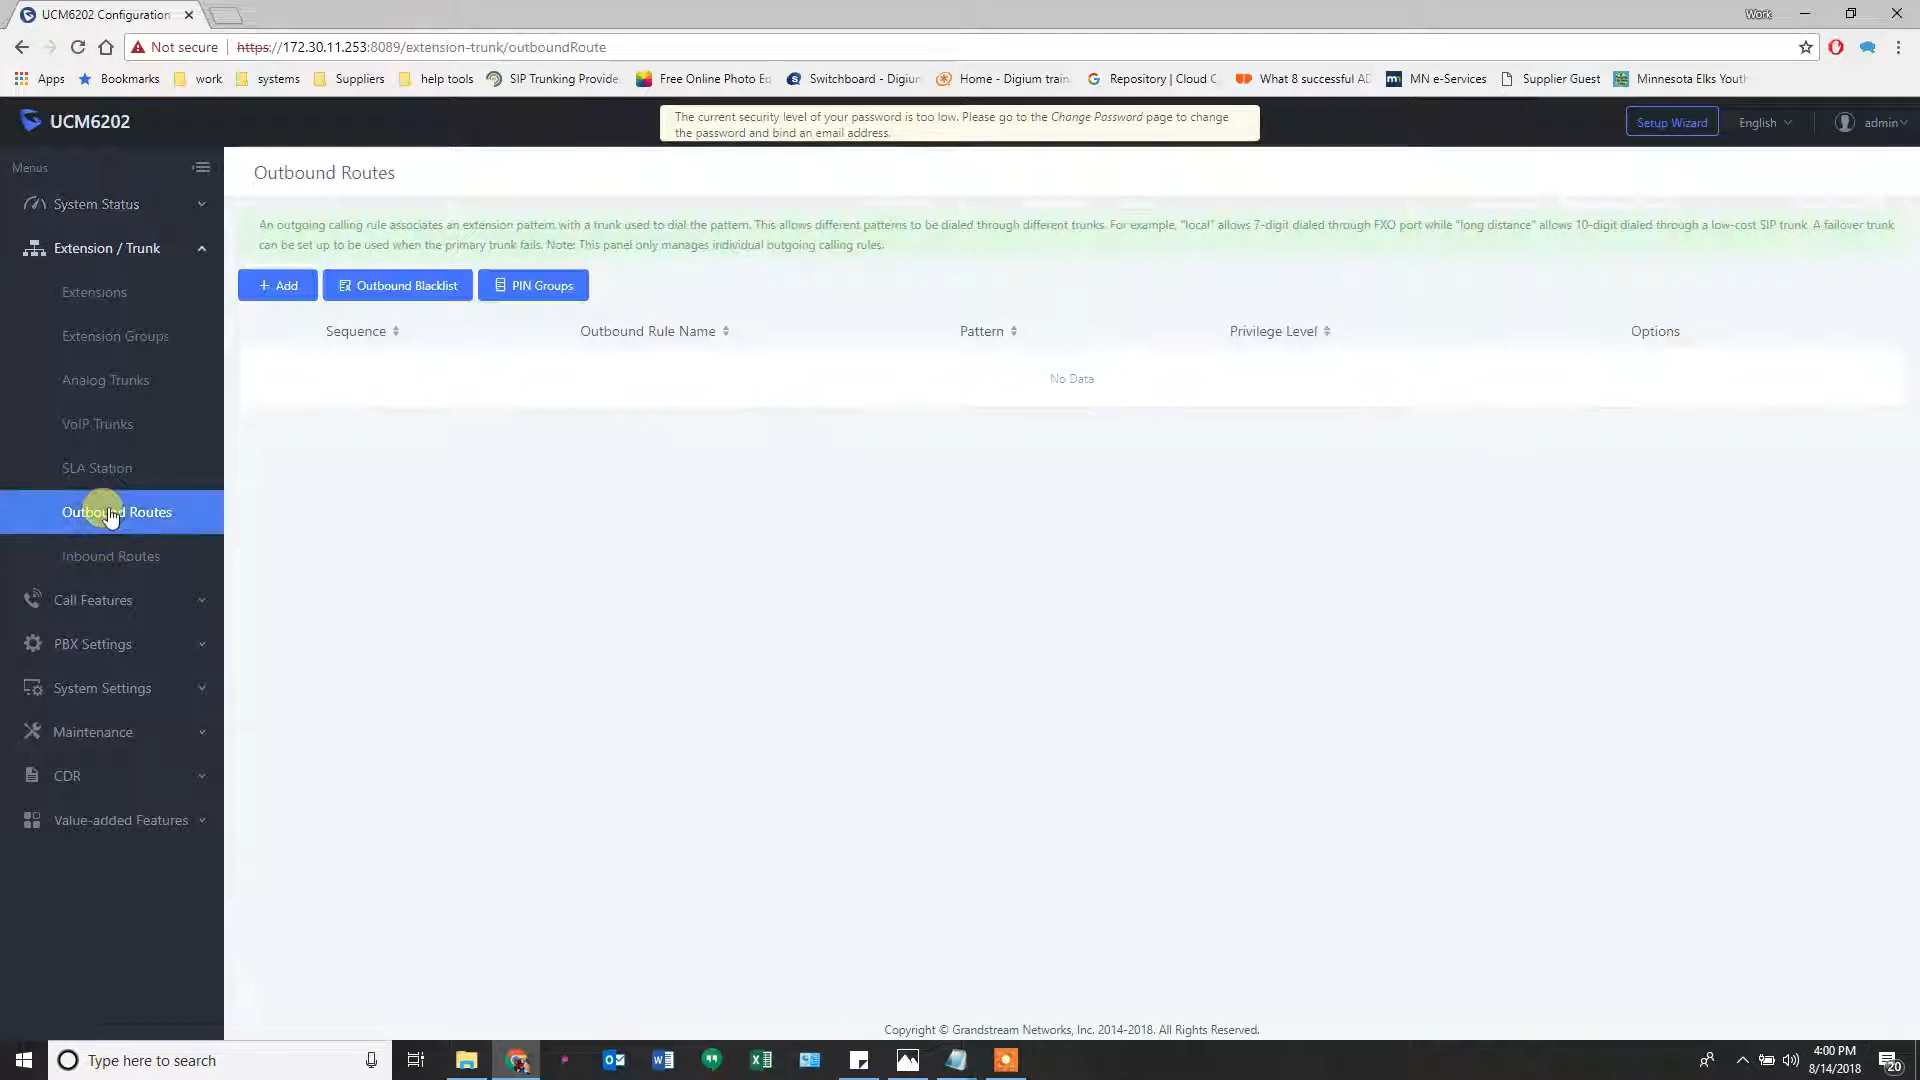 UCM6202 Configuration
Work
Not secure
https://172.30.11.253:8089/extension-trunk/outboundRoute
Apps
Bookmarks
work
systems
Suppliers
help tools
SIP Trunking Provide
Free Online Photo Ed
Switchboard - Digium
Home - Digium train
Repository | Cloud C
What 8 successful AD
MN e-Services
Supplier Guest
Minnesota Elks Yout
UCM6202
The current security level of your password is too low. Please go to the Change Password page to change
the password and bind an email address.
Setup Wizard
English
admin
Menus
System Status
Extension / Trunk
Extensions
Extension Groups
Analog Trunks
VoIP Trunks
SLA Station
Outbound Routes
Inbound Routes
Call Features
PBX Settings
System Settings
Maintenance
CDR
Value-added Features
Outbound Routes
An outgoing calling rule associates an extension pattern with a trunk used to dial the pattern. This allows different patterns to be dialed through different trunks. For example, "local" allows 7-digit dialed through FXO port while "long distance" allows 10-digit dialed through a low-cost SIP trunk. A failover trunk
can be set up to be used when the primary trunk fails. Note: This panel only manages individual outgoing calling rules.
+ Add
Outbound Blacklist
PIN Groups
Sequence
Outbound Rule Name
Pattern
Privilege Level
Options
No Data
Copyright © Grandstream Networks, Inc. 2014-2018. All Rights Reserved.
Type here to search
4:00 PM
8/14/2018
20